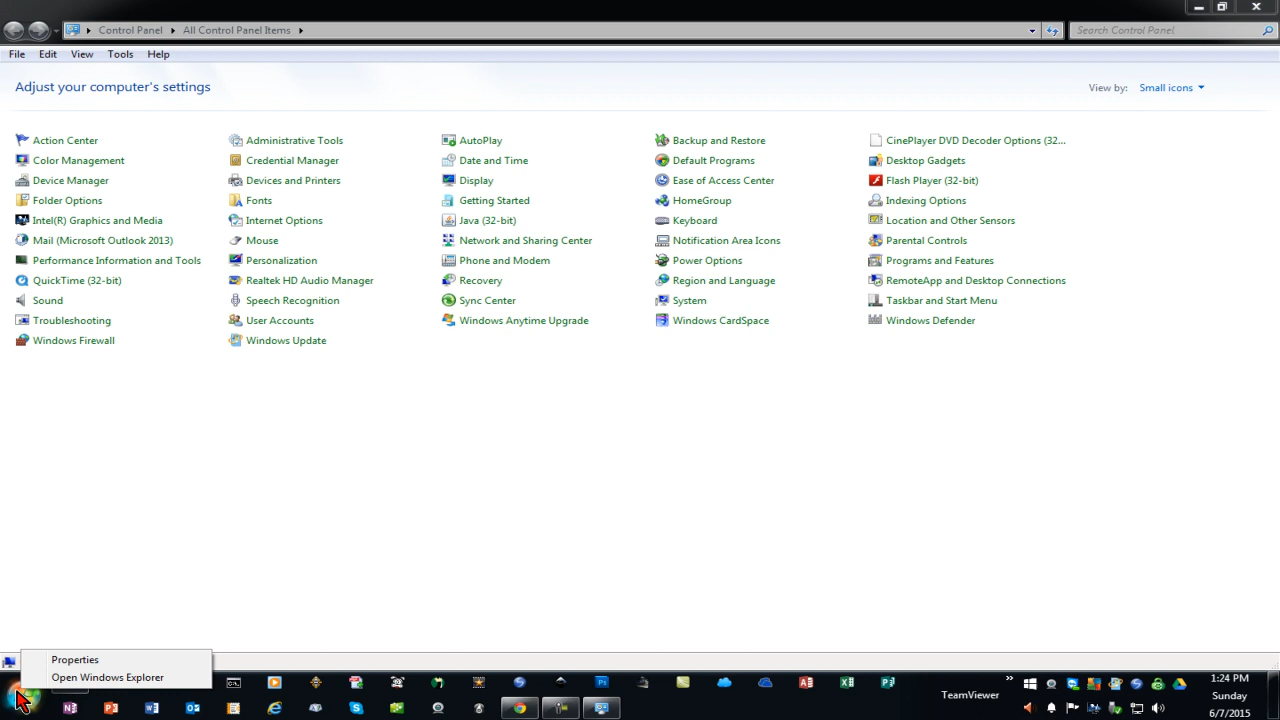 Control Panel All Control Panel Items Search Control Panel
File Edit View Tools Help
Adjust your computer's settings View by: Small icons
Action Center Administrative Tools AutoPlay Backup and Restore CinePlayer DVD Decoder Options (32...
Color Management Credential Manager Date and Time Default Programs Desktop Gadgets
Device Manager Devices and Printers Display Ease of Access Center Flash Player (32-bit)
Folder Options Fonts Getting Started HomeGroup Indexing Options
Intel(R) Graphics and Media Internet Options Java (32-bit) Keyboard Location and Other Sensors
Mail (Microsoft Outlook 2013) Mouse Network and Sharing Center Notification Area Icons Parental Controls
Performance Information and Tools Personalization Phone and Modem Power Options Programs and Features
QuickTime (32-bit) Realtek HD Audio Manager Recovery Region and Language RemoteApp and Desktop Connections
Sound Speech Recognition Sync Center System Taskbar and Start Menu
Troubleshooting User Accounts Windows Anytime Upgrade Windows CardSpace Windows Defender
Windows Firewall Windows Update
Properties
Open Windows Explorer
TeamViewer
1:24 PM
Sunday
6/7/2015